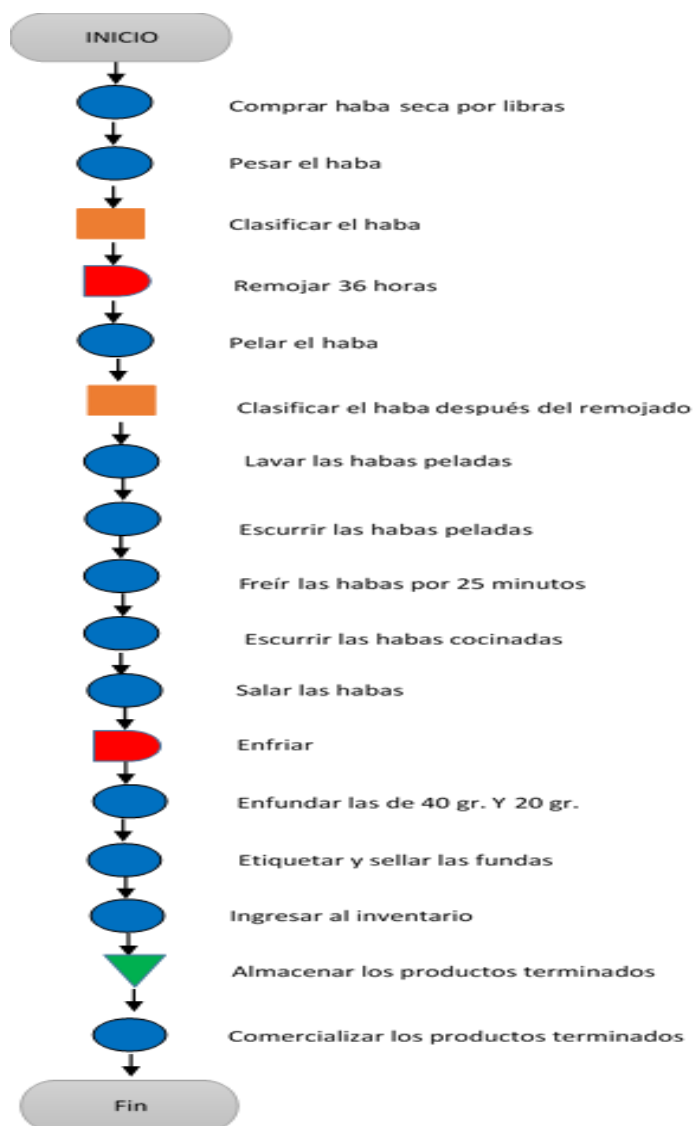 INICIO
Comprar haba seca por libras
Pesar el haba
Clasificar el haba
Remojar 36 horas
Pelar el haba
Clasificar el haba después del remojado
Lavar las habas peladas
Escurrir las habas peladas
Freír las habas por 25 minutos
Escurrir las habas cocinadas
Salar las habas
Enfriar
Enfundar las de 40 gr. Y 20 gr.
Etiquetar y sellar las fundas
Ingresar al inventario
Almacenar los productos terminados
Comercializar los productos terminados
Fin